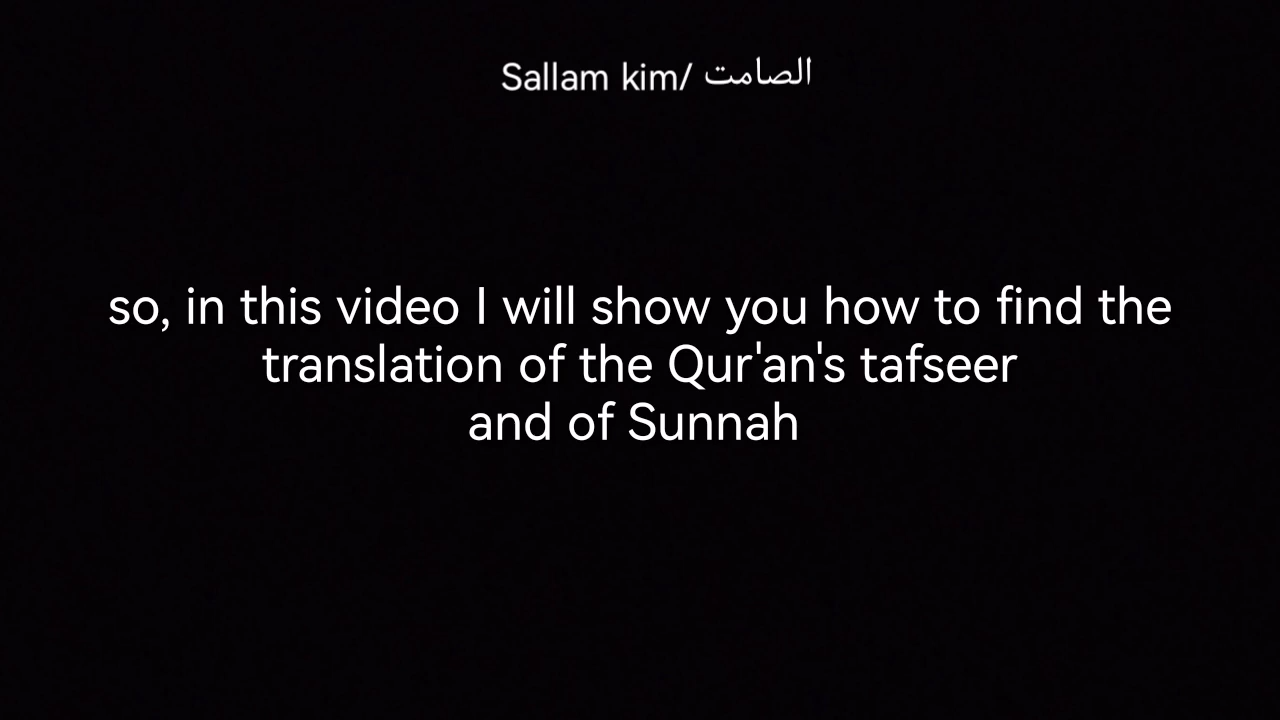 Sallam kim/ الصامت
so, in this video I will show you how to find the
translation of the Qur'an's tafseer
and of Sunnah